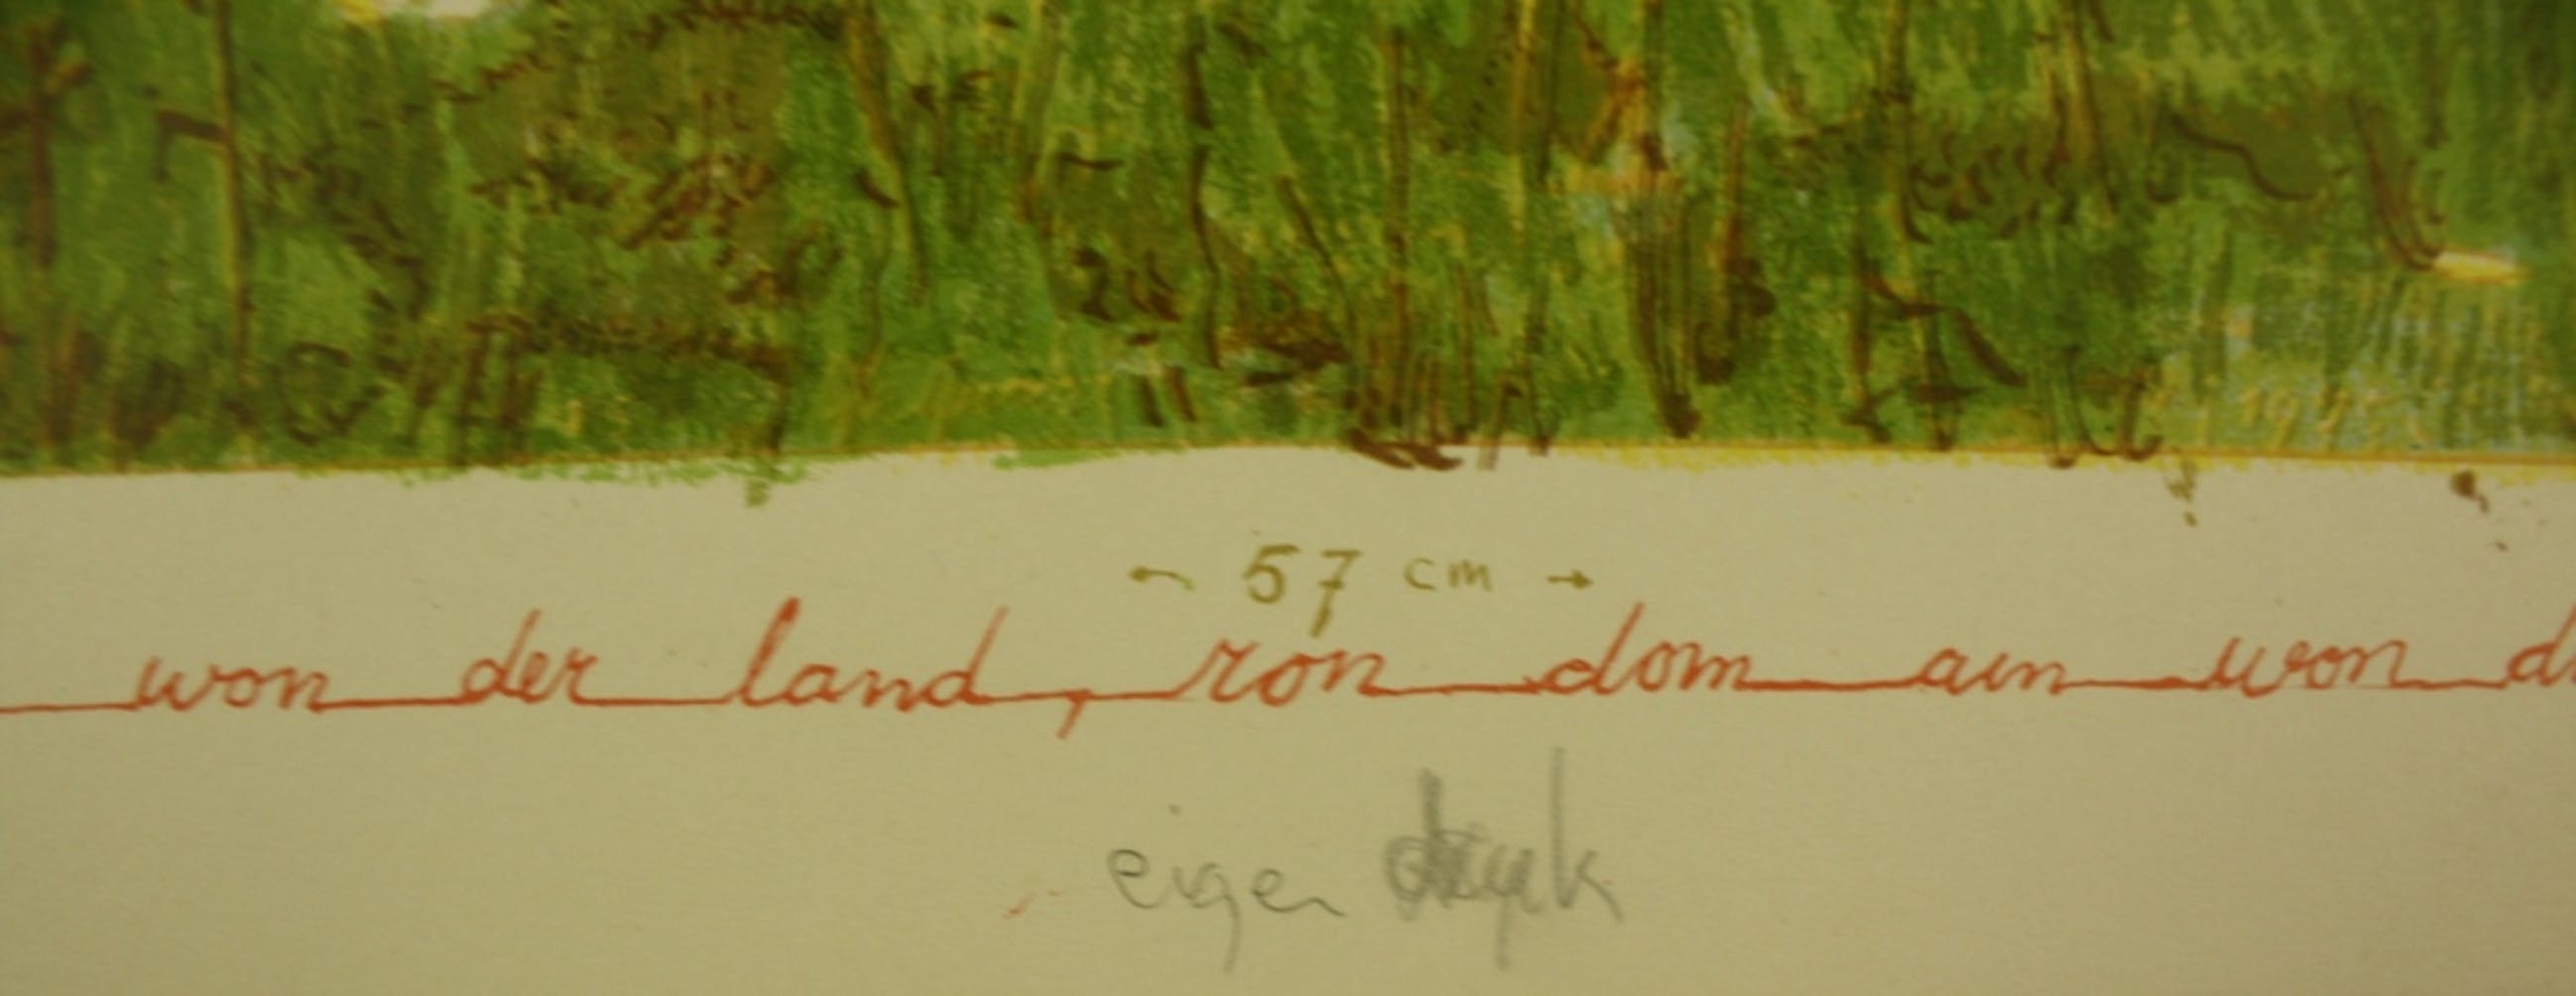 ← 57 cm →
won der land, ron dom am won d
eigen druk